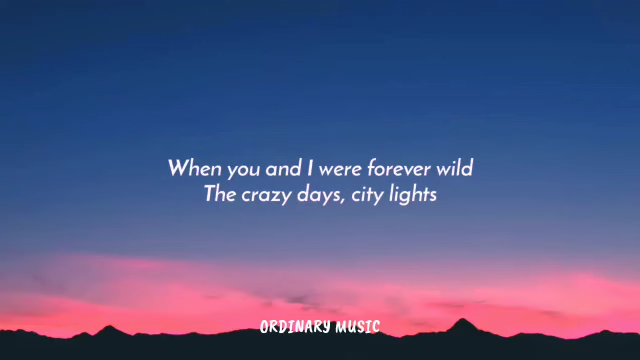 When you and I were forever wild
The crazy days, city lights
ORDINARY MUSIC